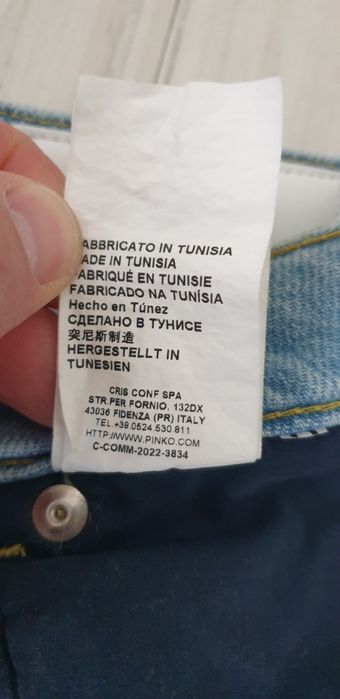 ABBRICATO IN TUNISIA
ADE IN TUNISIA
FABRIQUÉ EN TUNISIE
FABRICADO NA TUNÍSIA
Hecho en Túnez
СДЕЛАНО В ТУНИСЕ
突尼斯制造
HERGESTELLT IN
TUNESIEN
CRIS CONF SPA
STR.PER FORNIO, 132DX
43036 FIDENZA (PR) ITALY
TEL.+39.0524.530.611
HTTP://WWW.PINKO.COM
C-COMM-2022-3834